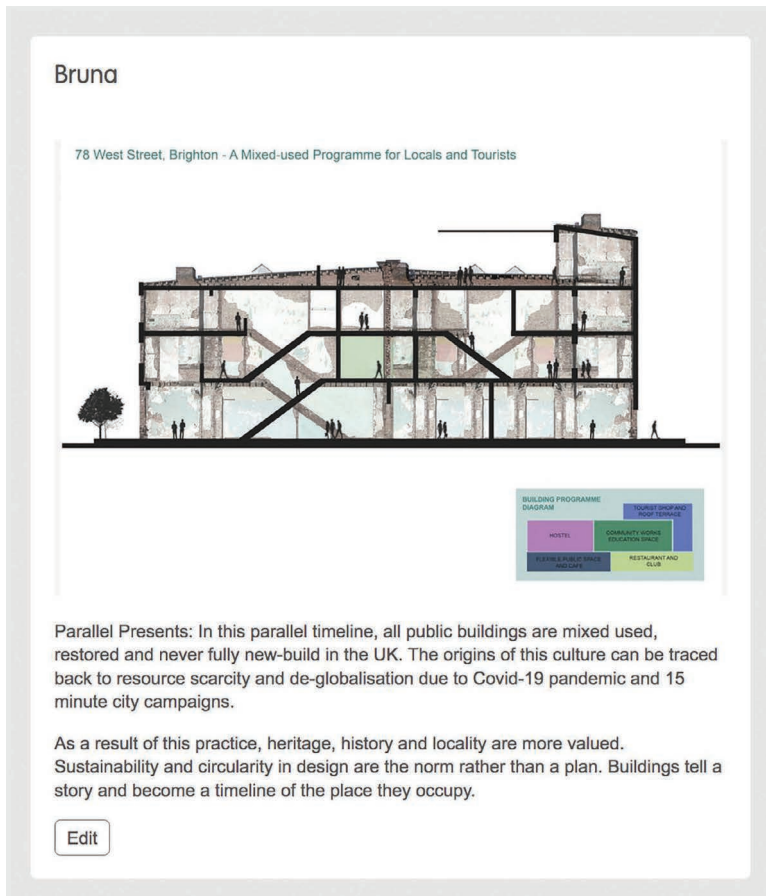 Bruna
78 West Street, Brighton - A Mixed-used Programme for Locals and Tourists
BUILDING PROGRAMME
DIAGRAM
TOURIST SHOP AND
ROOF TERRACE
HOSTEL
COMMUNITY WORKS
EDUCATION SPACE
FLEXIBLE PUBLIC SPACE
AND CAFE
RESTAURANT AND
CLUB
Parallel Presents: In this parallel timeline, all public buildings are mixed used,
restored and never fully new-build in the UK. The origins of this culture can be traced
back to resource scarcity and de-globalisation due to Covid-19 pandemic and 15
minute city campaigns.
As a result of this practice, heritage, history and locality are more valued.
Sustainability and circularity in design are the norm rather than a plan. Buildings tell a
story and become a timeline of the place they occupy.
Edit